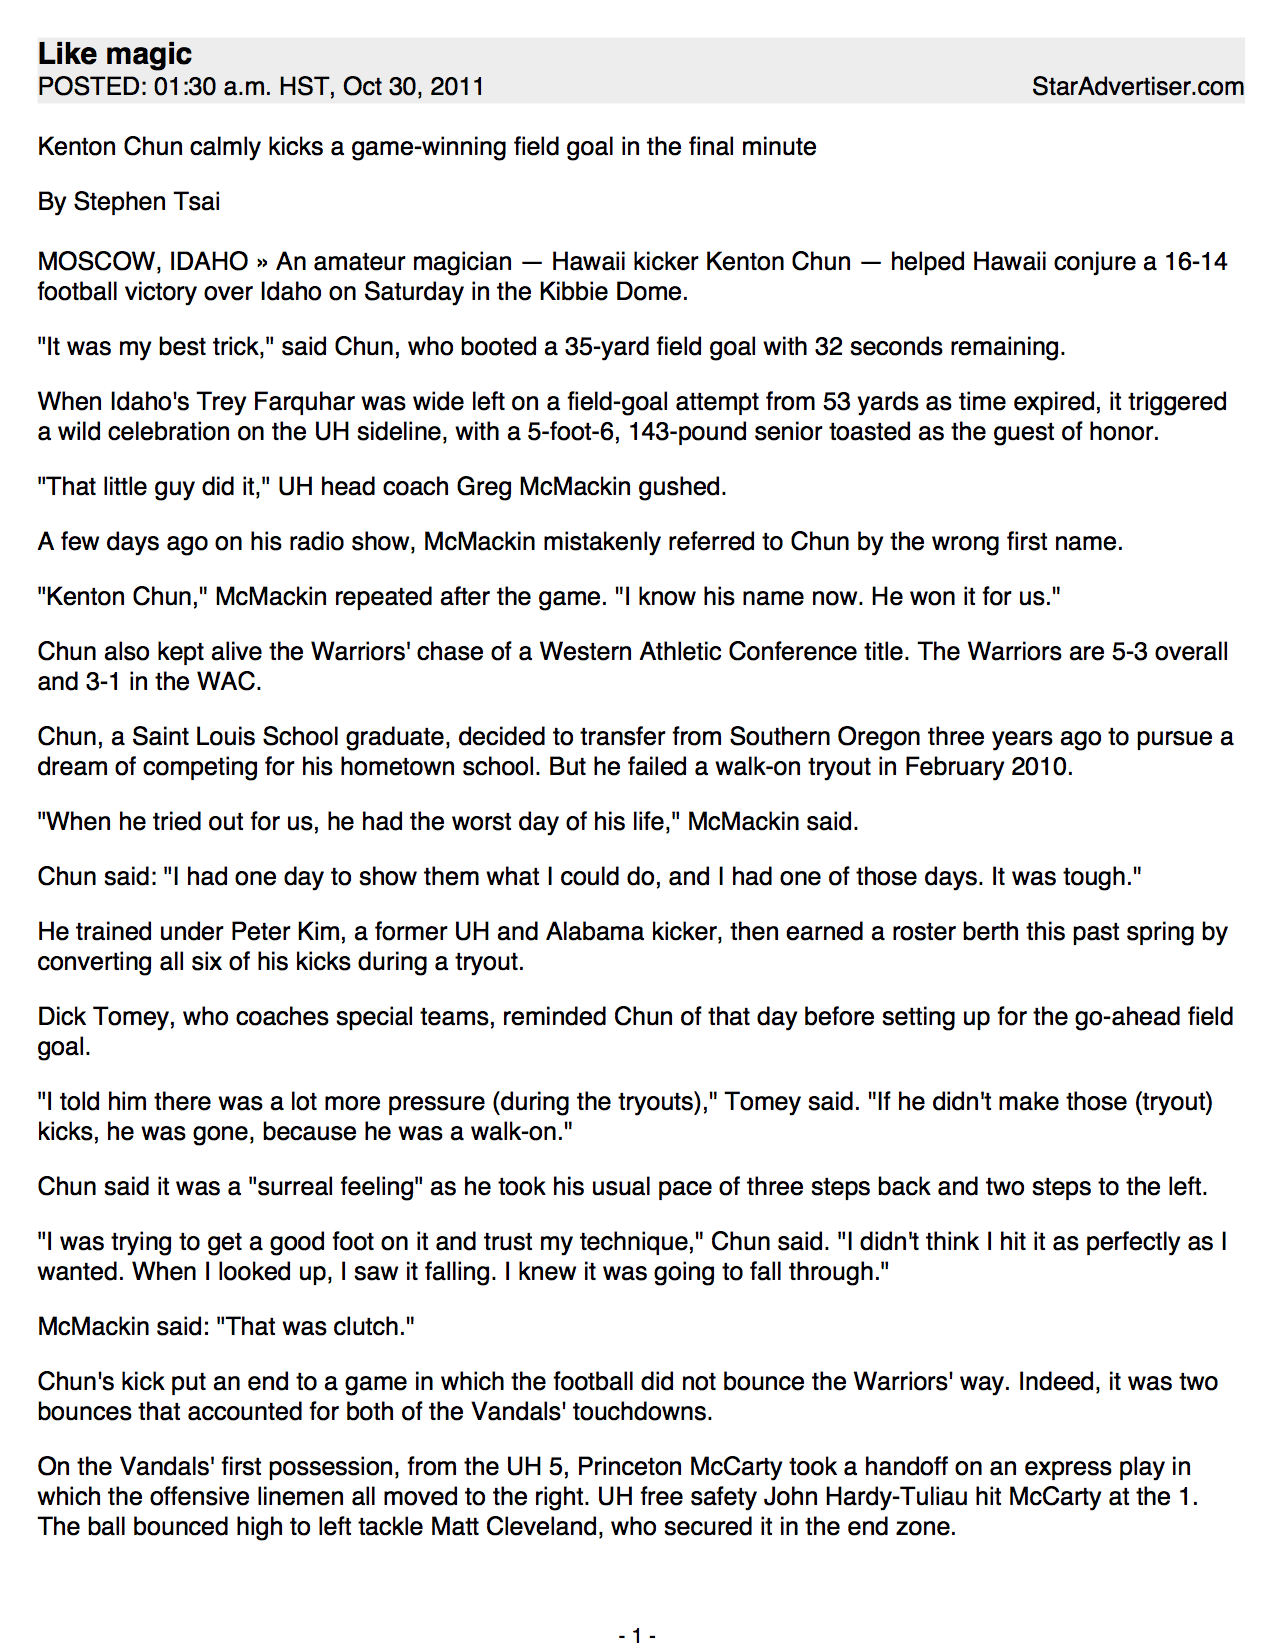 Like magic
POSTED: 01:30 a.m. HST, Oct 30, 2011 StarAdvertiser.com
Kenton Chun calmly kicks a game-winning field goal in the final minute
By Stephen Tsai
MOSCOW, IDAHO » An amateur magician — Hawaii kicker Kenton Chun — helped Hawaii conjure a 16-14
football victory over Idaho on Saturday in the Kibbie Dome.
"It was my best trick," said Chun, who booted a 35-yard field goal with 32 seconds remaining.
When Idaho's Trey Farquhar was wide left on a field-goal attempt from 53 yards as time expired, it triggered
a wild celebration on the UH sideline, with a 5-foot-6, 143-pound senior toasted as the guest of honor.
"That little guy did it," UH head coach Greg McMackin gushed.
A few days ago on his radio show, McMackin mistakenly referred to Chun by the wrong first name.
"Kenton Chun," McMackin repeated after the game. "I know his name now. He won it for us."
Chun also kept alive the Warriors' chase of a Western Athletic Conference title. The Warriors are 5-3 overall
and 3-1 in the WAC.
Chun, a Saint Louis School graduate, decided to transfer from Southern Oregon three years ago to pursue a
dream of competing for his hometown school. But he failed a walk-on tryout in February 2010.
"When he tried out for us, he had the worst day of his life," McMackin said.
Chun said: "I had one day to show them what I could do, and I had one of those days. It was tough."
He trained under Peter Kim, a former UH and Alabama kicker, then earned a roster berth this past spring by
converting all six of his kicks during a tryout.
Dick Tomey, who coaches special teams, reminded Chun of that day before setting up for the go-ahead field
goal.
"I told him there was a lot more pressure (during the tryouts)," Tomey said. "If he didn't make those (tryout)
kicks, he was gone, because he was a walk-on."
Chun said it was a "surreal feeling" as he took his usual pace of three steps back and two steps to the left.
"I was trying to get a good foot on it and trust my technique," Chun said. "I didn't think I hit it as perfectly as I
wanted. When I looked up, I saw it falling. I knew it was going to fall through."
McMackin said: "That was clutch."
Chun's kick put an end to a game in which the football did not bounce the Warriors' way. Indeed, it was two
bounces that accounted for both of the Vandals' touchdowns.
On the Vandals' first possession, from the UH 5, Princeton McCarty took a handoff on an express play in
which the offensive linemen all moved to the right. UH free safety John Hardy-Tuliau hit McCarty at the 1.
The ball bounced high to left tackle Matt Cleveland, who secured it in the end zone.
- 1 -